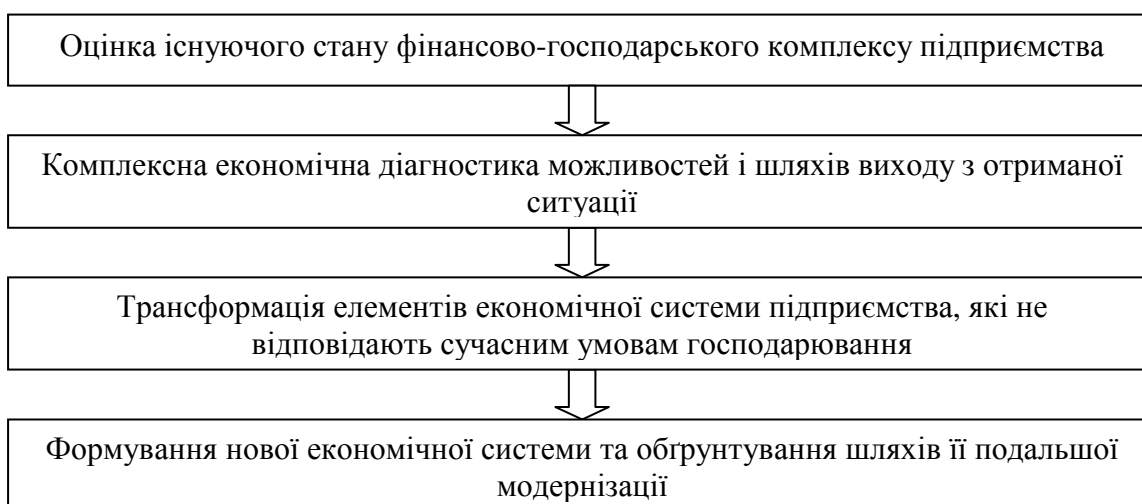 Оцінка існуючого стану фінансово-господарського комплексу підприємства
Комплексна економічна діагностика можливостей і шляхів виходу з отриманої
ситуації
Трансформація елементів економічної системи підприємства, які не
відповідають сучасним умовам господарювання
Формування нової економічної системи та обґрунтування шляхів її подальшої
модернізації